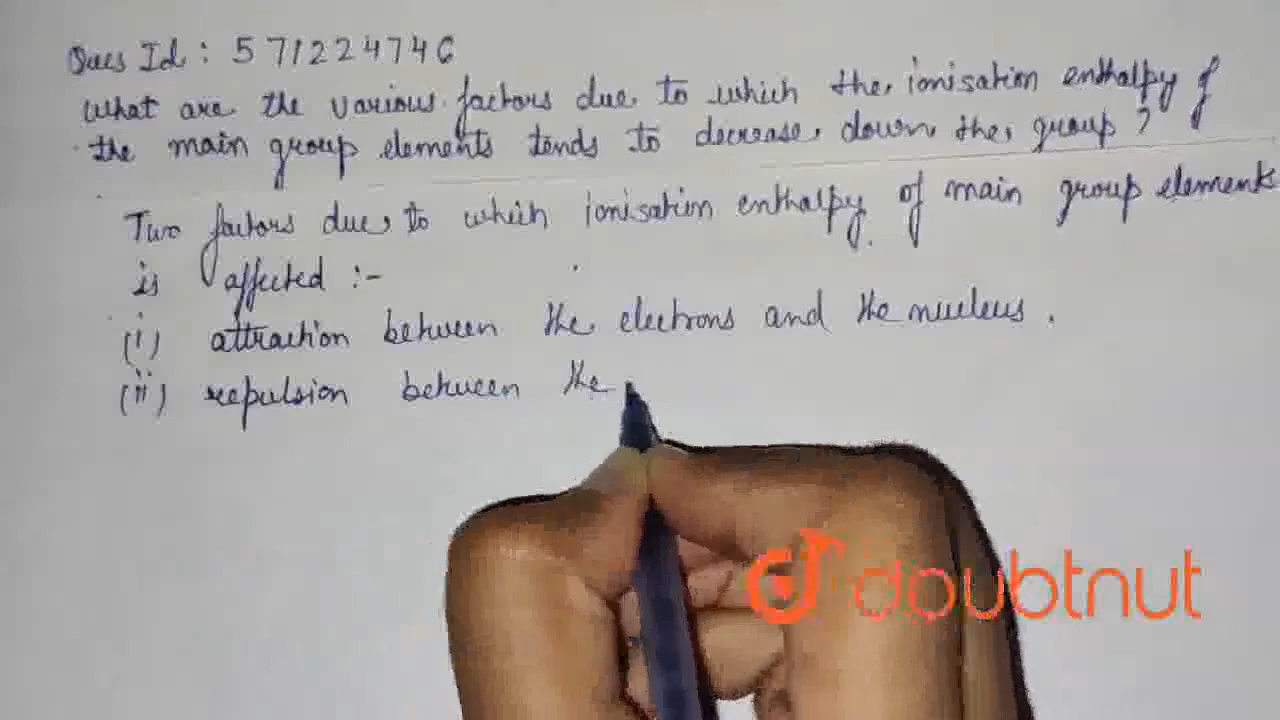 Ques Id : 571224746
What are the various factors due to which the ionisation enthalpy of
the main group elements tends to decrease down the group ?
Two factors due to which ionisation enthalpy of main group elements
is affected :-
(i) attraction between the electrons and the nucleus.
(ii) repulsion between the
doubtnut